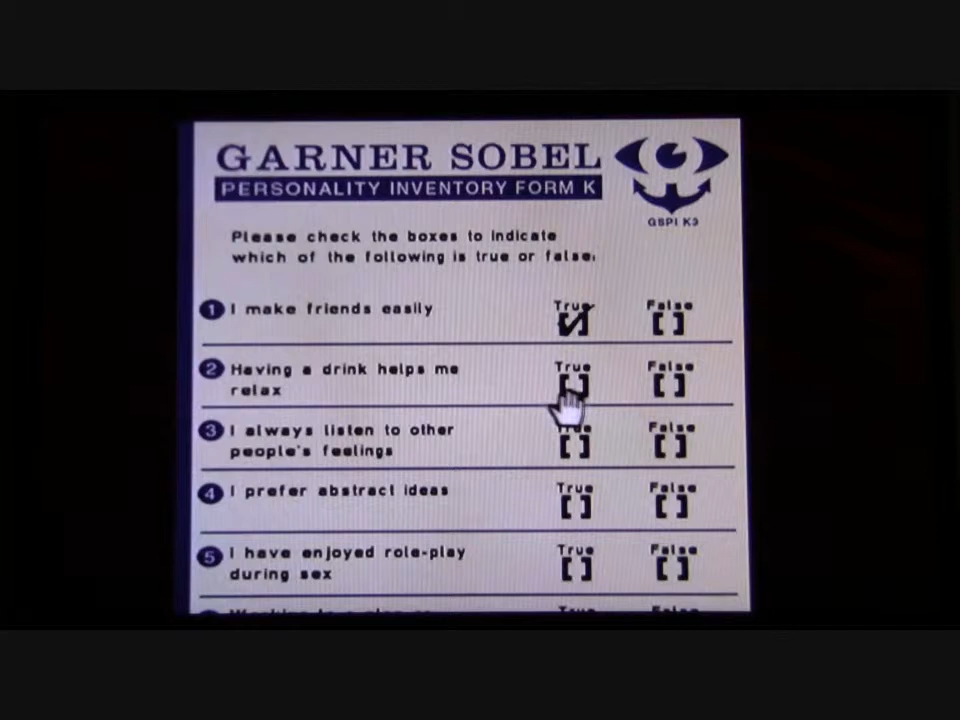 GARNER SOBEL
PERSONALITY INVENTORY FORM K
GSPI K3
Please check the boxes to indicate
which of the following is true or false.
1 I make friends easily True [ ] False [ ]
2 Having a drink helps me True [ ] False [ ]
relax
3 I always listen to other True [ ] False [ ]
people's feelings
4 I prefer abstract ideas True [ ] False [ ]
5 I have enjoyed role-play True [ ] False [ ]
during sex
True False